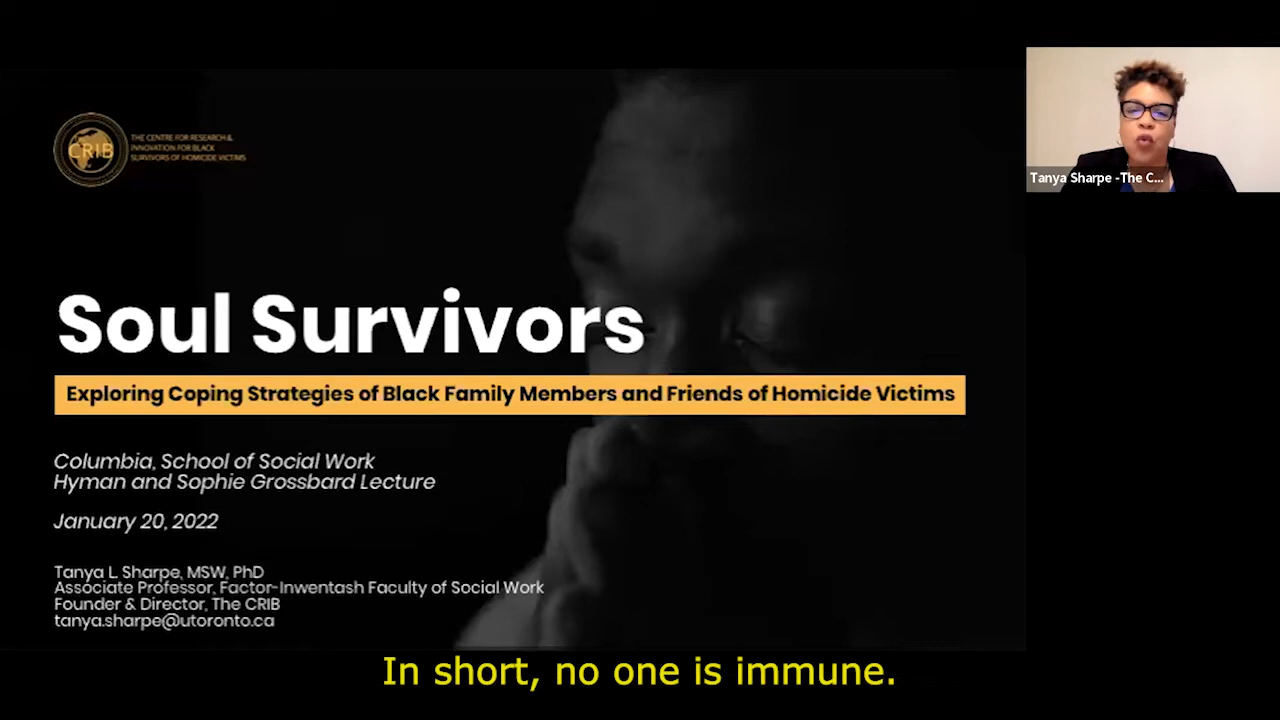 CRIB
THE CENTRE FOR RESEARCH &
INNOVATION FOR BLACK
SURVIVORS OF HOMICIDE VICTIMS
Tanya Sharpe -The C...
Soul Survivors
Exploring Coping Strategies of Black Family Members and Friends of Homicide Victims
Columbia, School of Social Work
Hyman and Sophie Grossbard Lecture
January 20, 2022
Tanya L. Sharpe, MSW, PhD
Associate Professor, Factor-Inwentash Faculty of Social Work
Founder & Director, The CRIB
tanya.sharpe@utoronto.ca
In short, no one is immune.